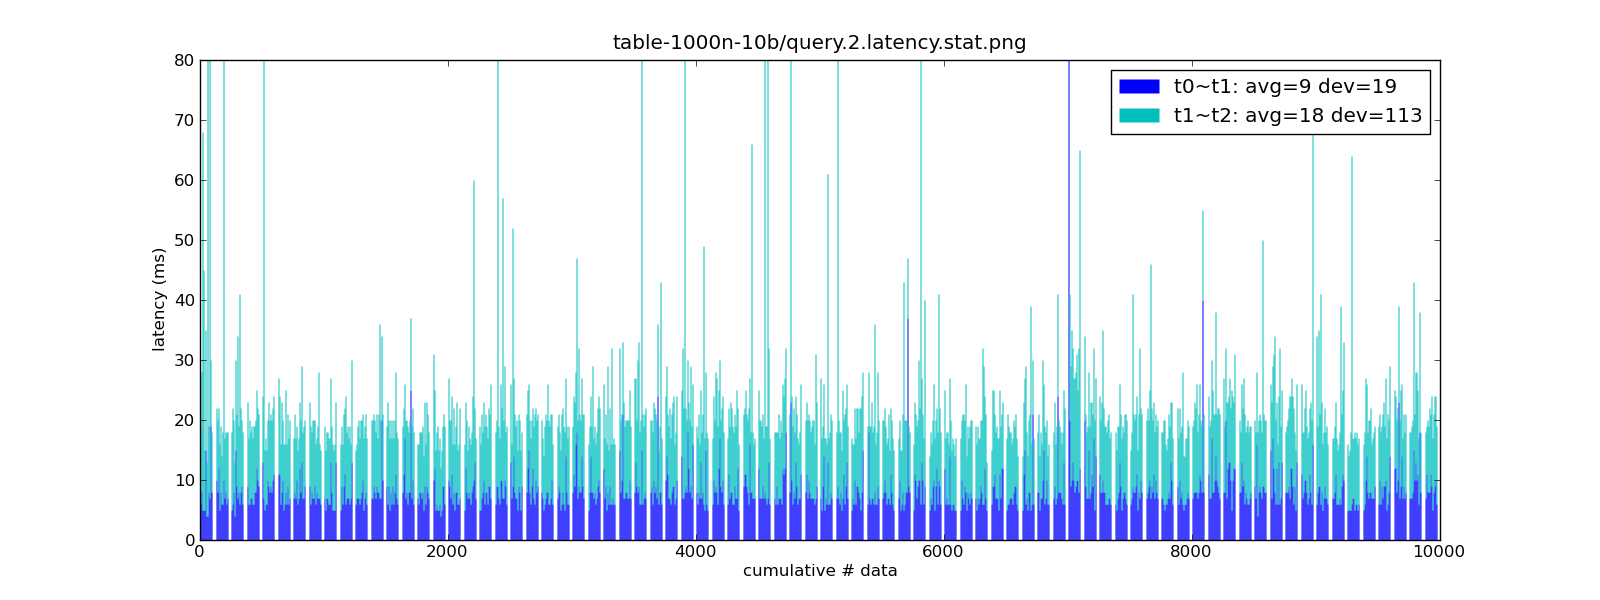 table-1000n-10b/query.2.latency.stat.png
t0~t1: avg=9 dev=19
t1~t2: avg=18 dev=113
latency (ms)
80
70
60
50
40
30
20
10
0
0 2000 4000 6000 8000 10000
cumulative # data